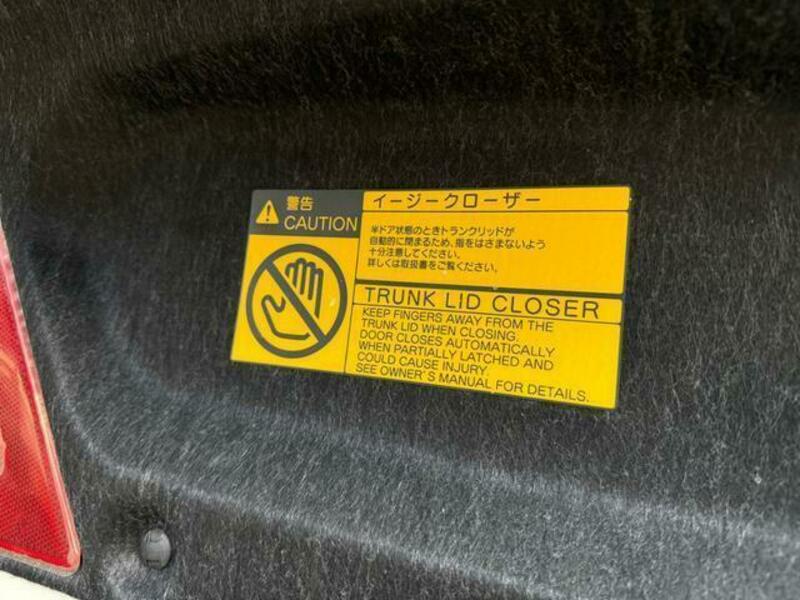 警告
CAUTION
イージークローザー
半ドア状態のときトランクリッドが
自動的に閉まるため、指をはさまないよう
十分注意してください。
詳しくは取扱書をご覧ください。
TRUNK LID CLOSER
KEEP FINGERS AWAY FROM THE
TRUNK LID WHEN CLOSING.
DOOR CLOSES AUTOMATICALLY
WHEN PARTIALLY LATCHED AND
COULD CAUSE INJURY.
SEE OWNER'S MANUAL FOR DETAILS.